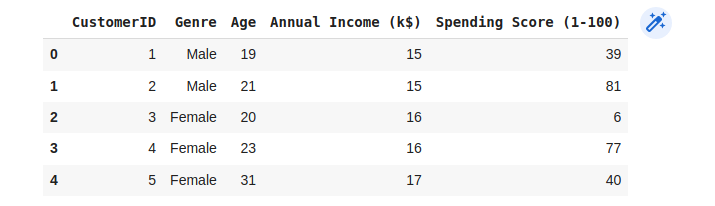 CustomerID Genre Age Annual Income (k$) Spending Score (1-100)
0 1 Male 19 15 39
1 2 Male 21 15 81
2 3 Female 20 16 6
3 4 Female 23 16 77
4 5 Female 31 17 40